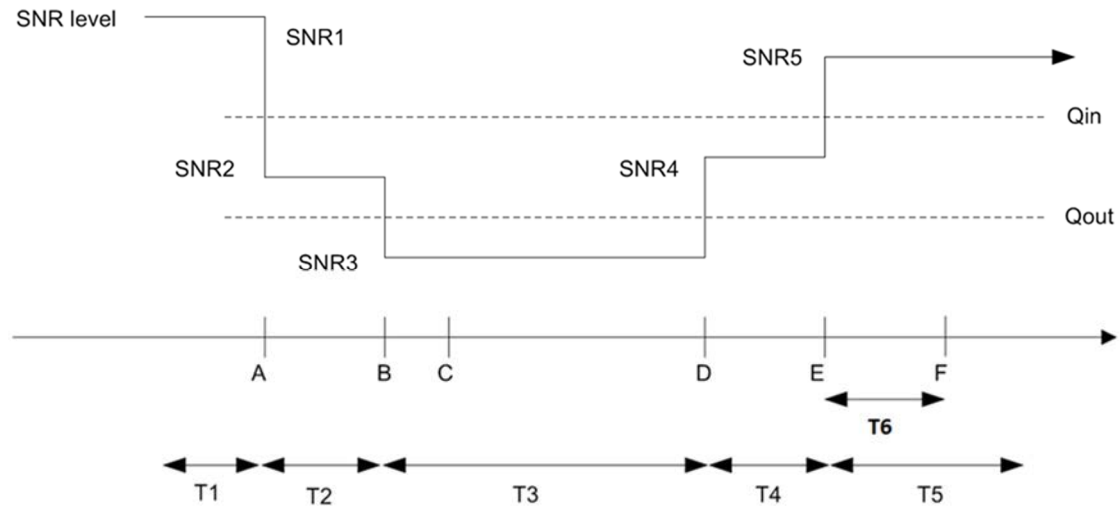 SNR level
SNR1
SNR5
Qin
SNR2
SNR4
Qout
SNR3
A B C D E F
T6
T1 T2 T3 T4 T5